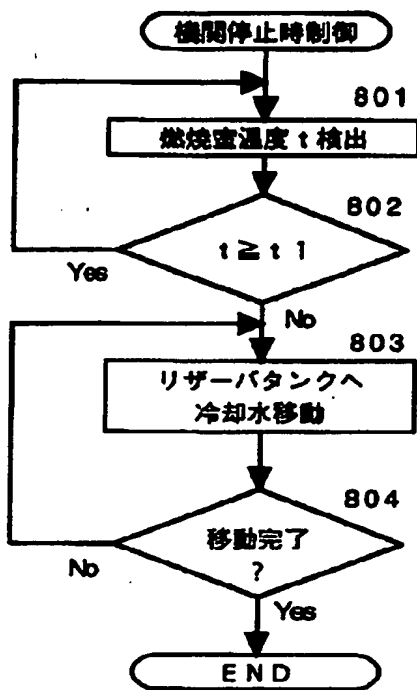 機関停止時制御
801
燃焼室温度t検出
802
t≧t1
Yes
No
803
リザーバタンクへ
冷却水移動
804
移動完了
?
No
Yes
END